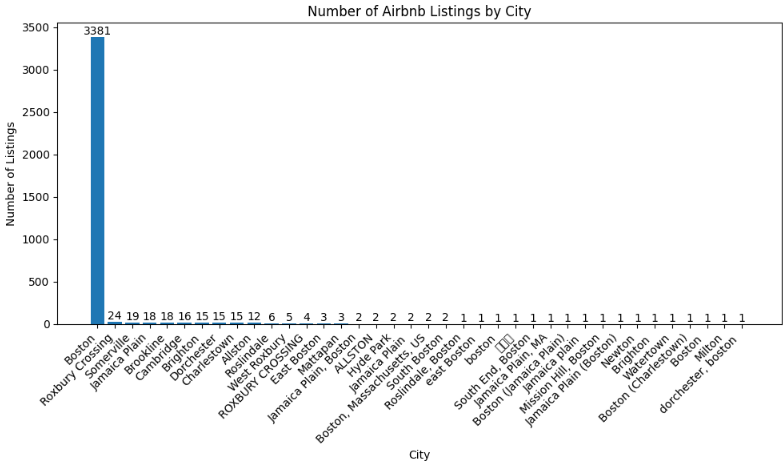 Number of Airbnb Listings by City
Number of Listings
3500
3000
2500
2000
1500
1000
500
0
3381 24 19 18 18 16 15 15 15 12 6 5 4 3 3 2 2 2 2 2 2 1 1 1 1 1 1 1 1 1 1 1 1 1 1 1 1 1
Boston
Roxbury Crossing
Somerville
Jamaica Plain
Brookline
Cambridge
Brighton
Dorchester
Charlestown
Allston
Roslindale
West Roxbury
ROXBURY CROSSING
East Boston
Mattapan
Jamaica Plain, Boston
ALLSTON
Hyde Park
jamaica Plain
Boston, Massachusetts, US
South Boston
Roslindale, Boston
east Boston
boston
South End, Boston
Jamaica Plain, MA
Boston (Jamaica Plain)
jamaica plain
Mission Hill, Boston
Jamaica Plain (Boston)
Newton
Brighton
Watertown
Boston (Charlestown)
Boston
Milton
dorchester, boston
City